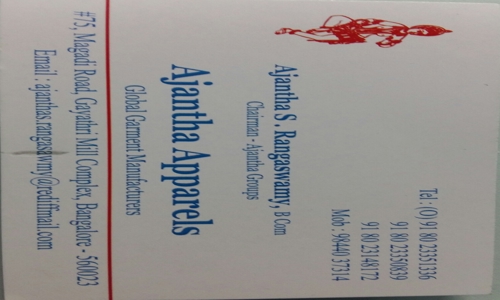 Tel : (O) 91 80 23351336
91 80 23350839
91 80 23148172
Mob : 98440 37314
Ajantha S . Rangaswamy, B Com
Chairman - Ajantha Groups
Ajantha Apparels
Global Garment Manufacturers
#75, Magadi Road, Gayathri Mill Complex, Bangalore - 560023
Email : ajanthas.rangaswmy@rediffmail.com